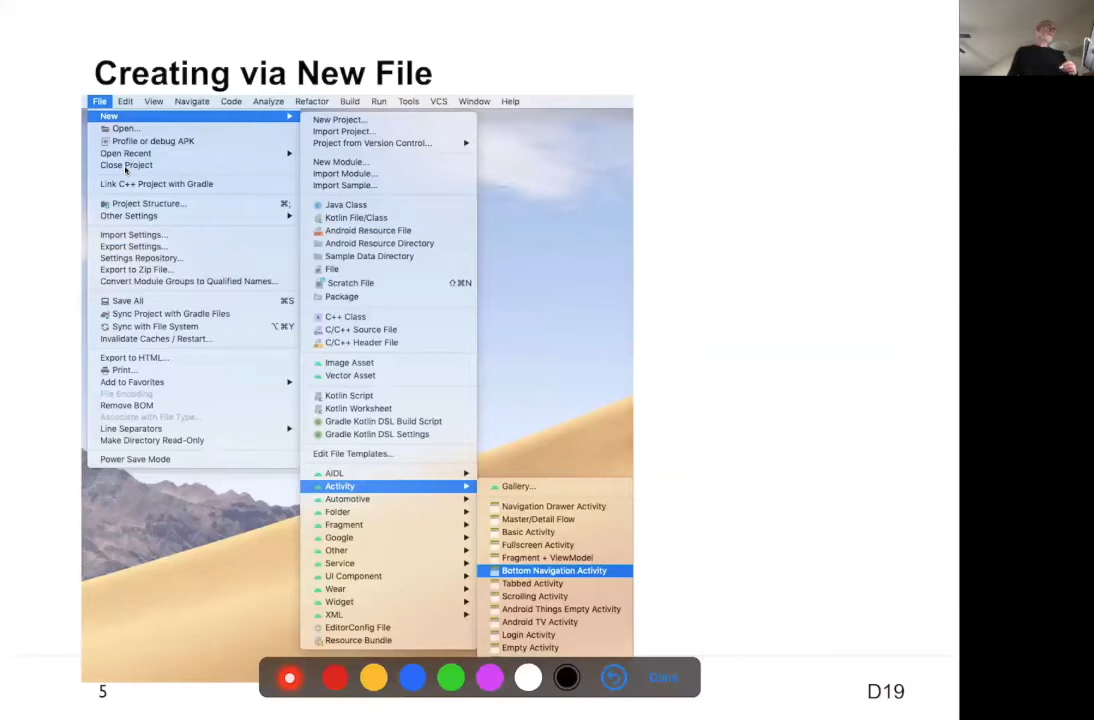 Creating via New File
File Edit View Navigate Code Analyze Refactor Build Run Tools VCS Window Help
New
Open...
Profile or debug APK
Open Recent
Close Project
Link C++ Project with Gradle
Project Structure... ⌘;
Other Settings
Import Settings...
Export Settings...
Settings Repository...
Export to Zip File...
Convert Module Groups to Qualified Names...
Save All ⌘S
Sync Project with Gradle Files
Sync with File System ⌥⌘Y
Invalidate Caches / Restart...
Export to HTML...
Print...
Add to Favorites
File Encoding
Remove BOM
Associate with File Type...
Line Separators
Make Directory Read-Only
Power Save Mode
New Project...
Import Project...
Project from Version Control...
New Module...
Import Module...
Import Sample...
Java Class
Kotlin File/Class
Android Resource File
Android Resource Directory
Sample Data Directory
File
Scratch File ⇧⌘N
Package
C++ Class
C/C++ Source File
C/C++ Header File
Image Asset
Vector Asset
Kotlin Script
Kotlin Worksheet
Gradle Kotlin DSL Build Script
Gradle Kotlin DSL Settings
Edit File Templates...
AIDL
Activity
Automotive
Folder
Fragment
Google
Other
Service
UI Component
Wear
Widget
XML
EditorConfig File
Resource Bundle
Gallery...
Navigation Drawer Activity
Master/Detail Flow
Basic Activity
Fullscreen Activity
Fragment + ViewModel
Bottom Navigation Activity
Tabbed Activity
Scrolling Activity
Android Things Empty Activity
Android TV Activity
Login Activity
Empty Activity
Done
5
D19